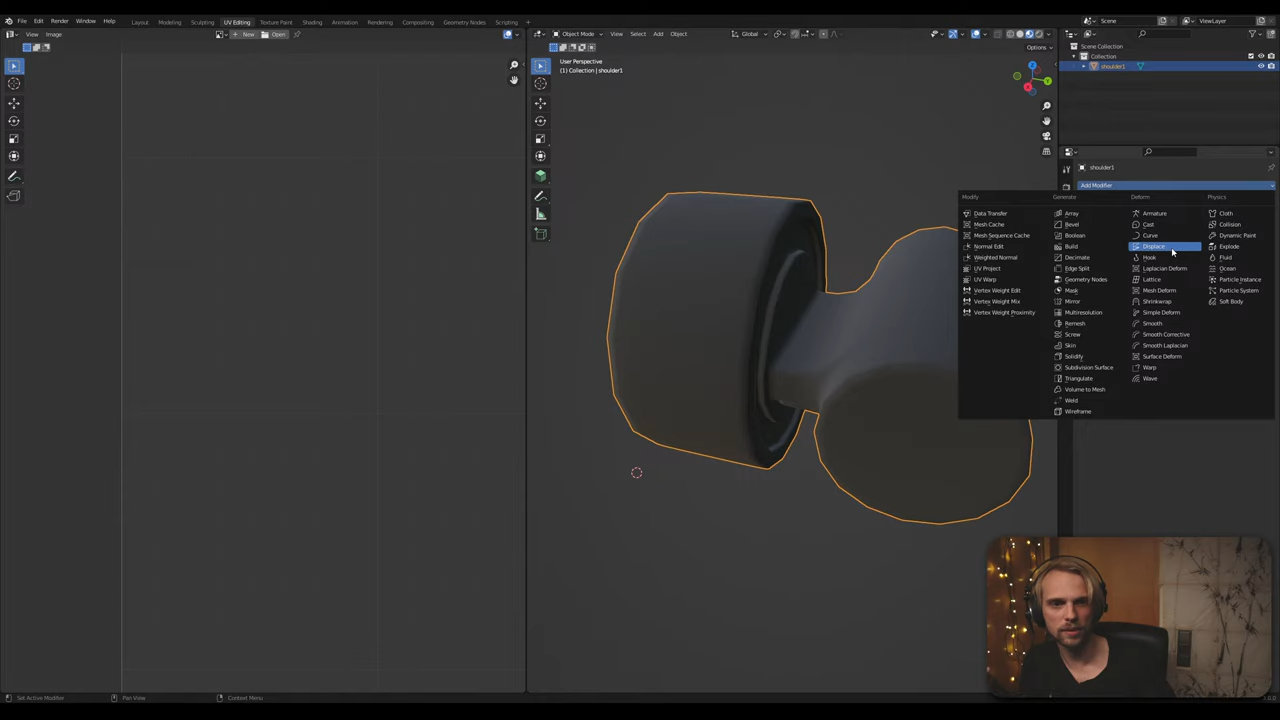 File Edit Render Window Help Layout Modeling Sculpting UV Editing Texture Paint Shading Animation Rendering Compositing Geometry Nodes Scripting Scene ViewLayer
View Image New Open Object Mode View Select Add Object Global
Options
User Perspective
(1) Collection | shoulder1
Scene Collection
Collection
shoulder1
shoulder1
Add Modifier
Modify Generate Deform Physics
Data Transfer Array Armature Cloth
Mesh Cache Bevel Cast Collision
Mesh Sequence Cache Boolean Curve Dynamic Paint
Normal Edit Build Displace Explode
Weighted Normal Decimate Hook Fluid
UV Project Edge Split Laplacian Deform Ocean
UV Warp Geometry Nodes Lattice Particle Instance
Vertex Weight Edit Mask Mesh Deform Particle System
Vertex Weight Mix Mirror Shrinkwrap Soft Body
Vertex Weight Proximity Multiresolution Simple Deform
Remesh Smooth
Screw Smooth Corrective
Skin Smooth Laplacian
Solidify Surface Deform
Subdivision Surface Warp
Triangulate Wave
Volume to Mesh
Weld
Wireframe
Set Active Modifier Pan View Context Menu